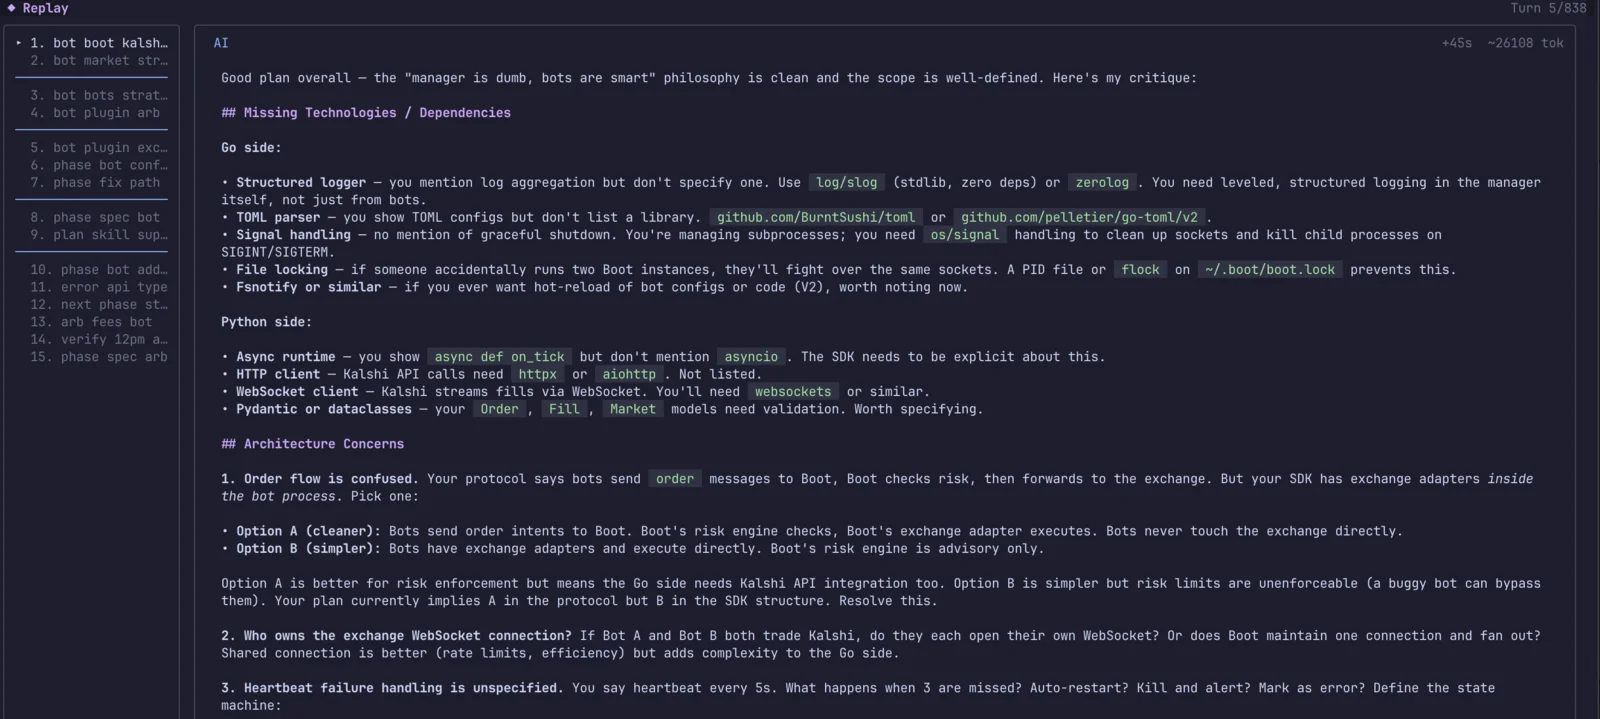 ◆ Replay
Turn 5/838
▸ 1. bot boot kalsh…
2. bot market str…
3. bot bots strat…
4. bot plugin arb
5. bot plugin exc…
6. phase bot conf…
7. phase fix path
8. phase spec bot
9. plan skill sup…
10. phase bot add…
11. error api type
12. next phase st…
13. arb fees bot
14. verify 12pm a…
15. phase spec arb
AI
+45s ~26108 tok
Good plan overall — the "manager is dumb, bots are smart" philosophy is clean and the scope is well-defined. Here's my critique:
## Missing Technologies / Dependencies
Go side:
• Structured logger — you mention log aggregation but don't specify one. Use log/slog (stdlib, zero deps) or zerolog . You need leveled, structured logging in the manager
itself, not just from bots.
• TOML parser — you show TOML configs but don't list a library. github.com/BurntSushi/toml or github.com/pelletier/go-toml/v2 .
• Signal handling — no mention of graceful shutdown. You're managing subprocesses; you need os/signal handling to clean up sockets and kill child processes on
SIGINT/SIGTERM.
• File locking — if someone accidentally runs two Boot instances, they'll fight over the same sockets. A PID file or flock on ~/.boot/boot.lock prevents this.
• Fsnotify or similar — if you ever want hot-reload of bot configs or code (V2), worth noting now.
Python side:
• Async runtime — you show async def on_tick but don't mention asyncio . The SDK needs to be explicit about this.
• HTTP client — Kalshi API calls need httpx or aiohttp . Not listed.
• WebSocket client — Kalshi streams fills via WebSocket. You'll need websockets or similar.
• Pydantic or dataclasses — your Order , Fill , Market models need validation. Worth specifying.
## Architecture Concerns
1. Order flow is confused. Your protocol says bots send order messages to Boot, Boot checks risk, then forwards to the exchange. But your SDK has exchange adapters inside
the bot process. Pick one:
• Option A (cleaner): Bots send order intents to Boot. Boot's risk engine checks, Boot's exchange adapter executes. Bots never touch the exchange directly.
• Option B (simpler): Bots have exchange adapters and execute directly. Boot's risk engine is advisory only.
Option A is better for risk enforcement but means the Go side needs Kalshi API integration too. Option B is simpler but risk limits are unenforceable (a buggy bot can bypass
them). Your plan currently implies A in the protocol but B in the SDK structure. Resolve this.
2. Who owns the exchange WebSocket connection? If Bot A and Bot B both trade Kalshi, do they each open their own WebSocket? Or does Boot maintain one connection and fan out?
Shared connection is better (rate limits, efficiency) but adds complexity to the Go side.
3. Heartbeat failure handling is unspecified. You say heartbeat every 5s. What happens when 3 are missed? Auto-restart? Kill and alert? Mark as error? Define the state
machine: